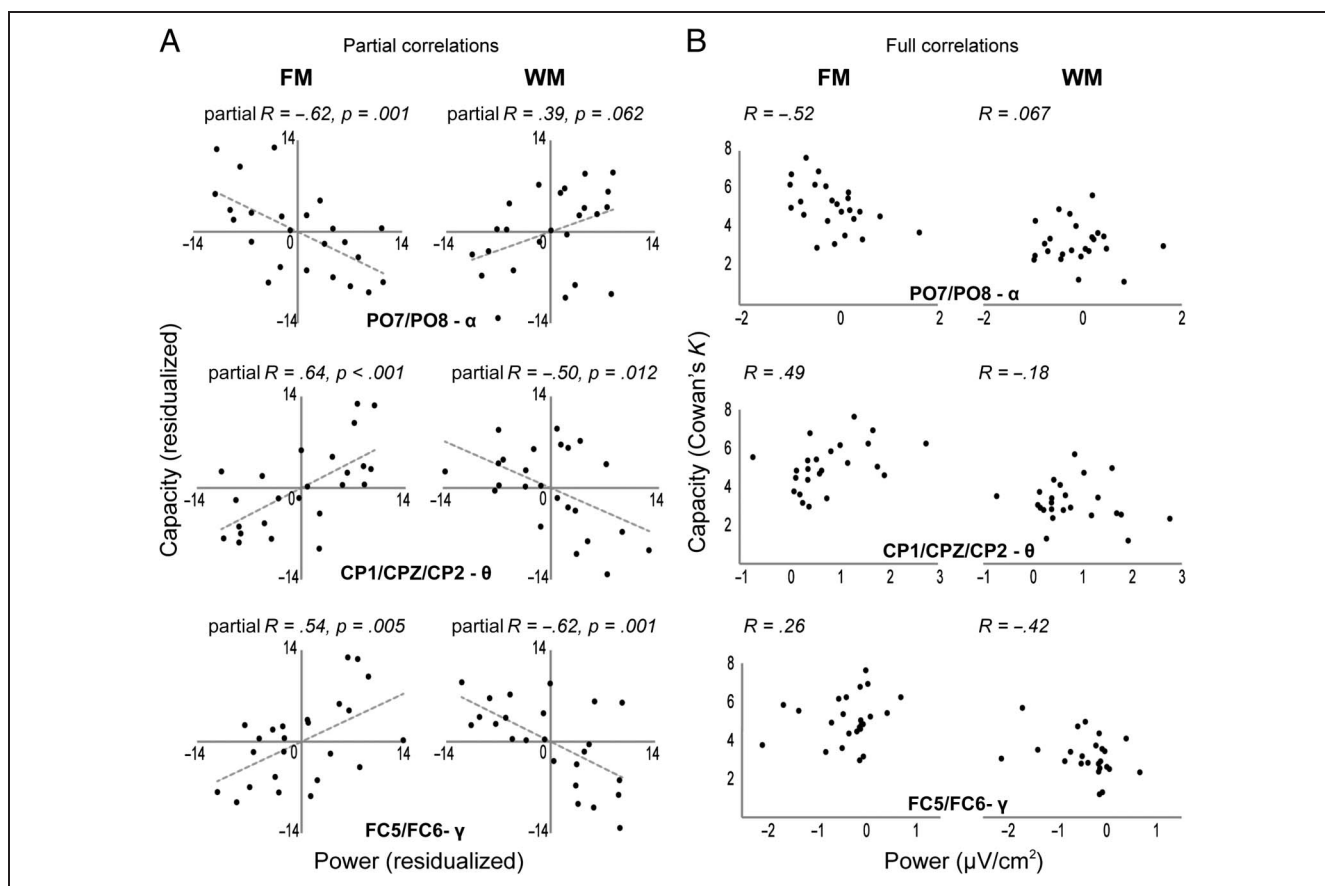 A
Partial correlations
FM
WM
partial R = –.62, p = .001
partial R = .39, p = .062
14
14
–14
0
14
–14
0
14
–14
–14
PO7/PO8 - α
partial R = .64, p < .001
partial R = –.50, p = .012
14
14
–14
0
14
–14
0
14
–14
–14
CP1/CPZ/CP2 - θ
partial R = .54, p = .005
partial R = –.62, p = .001
14
14
–14
0
14
–14
0
14
–14
–14
FC5/FC6- γ
Capacity (residualized)
Power (residualized)
B
Full correlations
FM
WM
R = –.52
R = .067
8
6
4
2
PO7/PO8 - α
–2
0
2
–2
0
2
R = .49
R = –.18
8
6
4
2
CP1/CPZ/CP2 - θ
–1
0
1
2
3
–1
0
1
2
3
R = .26
R = –.42
8
6
4
2
FC5/FC6- γ
–2
–1
0
1
–2
–1
0
1
Capacity (Cowan's K)
Power (µV/cm²)